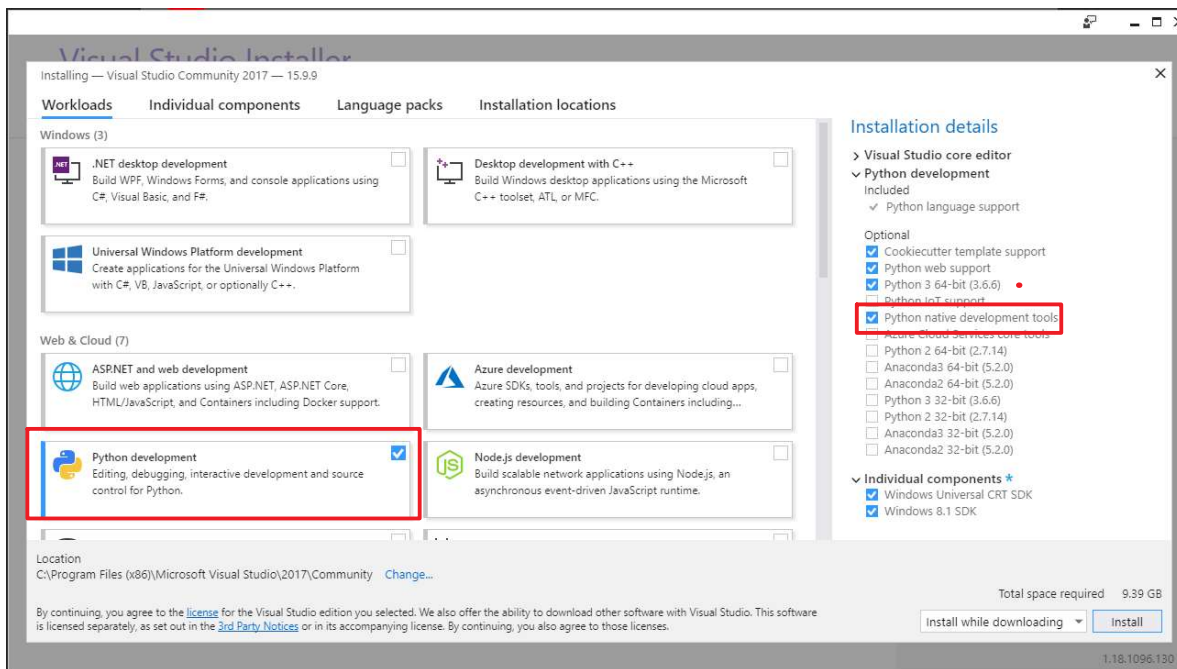 Visual Studio Installer
Installing — Visual Studio Community 2017 — 15.9.9
Workloads
Individual components
Language packs
Installation locations
Windows (3)
.NET
.NET desktop development
Build WPF, Windows Forms, and console applications using
C#, Visual Basic, and F#.
Desktop development with C++
Build Windows desktop applications using the Microsoft
C++ toolset, ATL, or MFC.
Universal Windows Platform development
Create applications for the Universal Windows Platform
with C#, VB, JavaScript, or optionally C++.
Web & Cloud (7)
ASP.NET and web development
Build web applications using ASP.NET, ASP.NET Core,
HTML/JavaScript, and Containers including Docker support.
Azure development
Azure SDKs, tools, and projects for developing cloud apps,
creating resources, and building Containers including...
Python development
Editing, debugging, interactive development and source
control for Python.
JS
Node.js development
Build scalable network applications using Node.js, an
asynchronous event-driven JavaScript runtime.
Installation details
Visual Studio core editor
Python development
Included
Python language support
Optional
Cookiecutter template support
Python web support
Python 3 64-bit (3.6.6)
Python IoT support
Python native development tools
Azure Cloud Services core tools
Python 2 64-bit (2.7.14)
Anaconda3 64-bit (5.2.0)
Anaconda2 64-bit (5.2.0)
Python 3 32-bit (3.6.6)
Python 2 32-bit (2.7.14)
Anaconda3 32-bit (5.2.0)
Anaconda2 32-bit (5.2.0)
Individual components *
Windows Universal CRT SDK
Windows 8.1 SDK
Location
C:\Program Files (x86)\Microsoft Visual Studio\2017\Community Change...
By continuing, you agree to the license for the Visual Studio edition you selected. We also offer the ability to download other software with Visual Studio. This software
is licensed separately, as set out in the 3rd Party Notices or in its accompanying license. By continuing, you also agree to those licenses.
Total space required 9.39 GB
Install while downloading
Install
1.18.1096.130